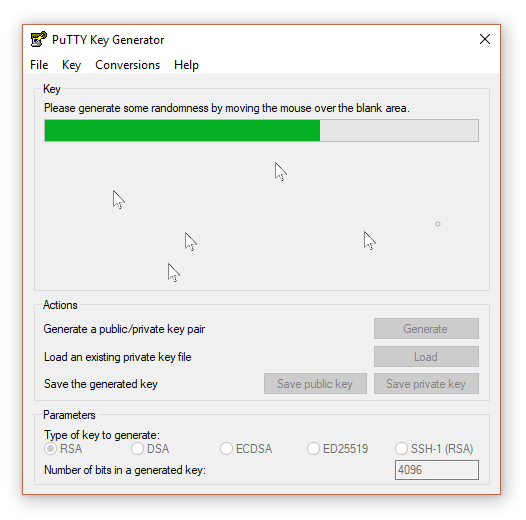 PuTTY Key Generator
File Key Conversions Help
Key
Please generate some randomness by moving the mouse over the blank area.
Actions
Generate a public/private key pair Generate
Load an existing private key file Load
Save the generated key Save public key Save private key
Parameters
Type of key to generate:
RSA DSA ECDSA ED25519 SSH-1 (RSA)
Number of bits in a generated key: 4096